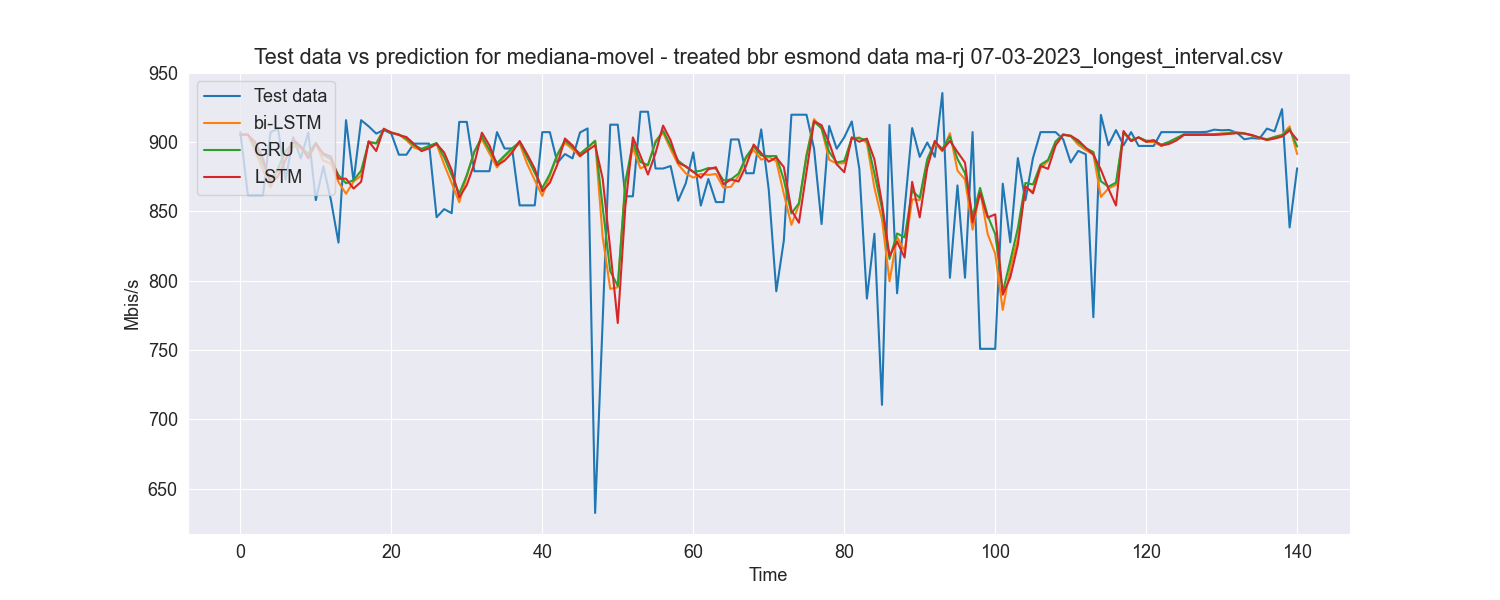 Test data vs prediction for mediana-movel - treated bbr esmond data ma-rj 07-03-2023_longest_interval.csv
950
900
850
800
750
700
650
Mbis/s
Test data
bi-LSTM
GRU
LSTM
0 20 40 60 80 100 120 140
Time